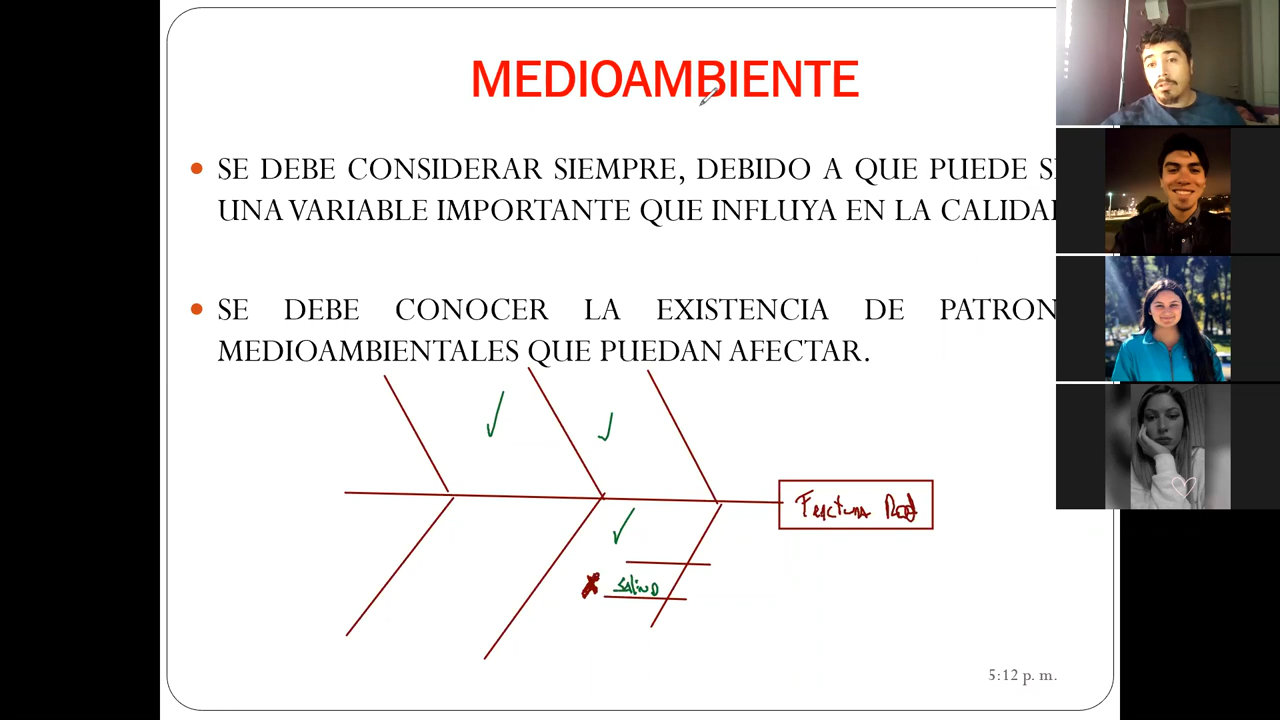 MEDIOAMBIENTE
SE DEBE CONSIDERAR SIEMPRE, DEBIDO A QUE PUEDE
UNA VARIABLE IMPORTANTE QUE INFLUYA EN LA CALIDA
SE DEBE CONOCER LA EXISTENCIA DE PATRON
MEDIOAMBIENTALES QUE PUEDAN AFECTAR.
Fractura
Salino
5:12 p. m.